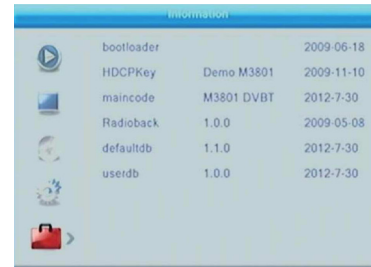 Information
bootloader 2009-06-18
HDCPKey Demo M3801 2009-11-10
maincode M3801 DVBT 2012-7-30
Radioback 1.0.0 2009-05-08
defaultdb 1.1.0 2012-7-30
userdb 1.0.0 2012-7-30